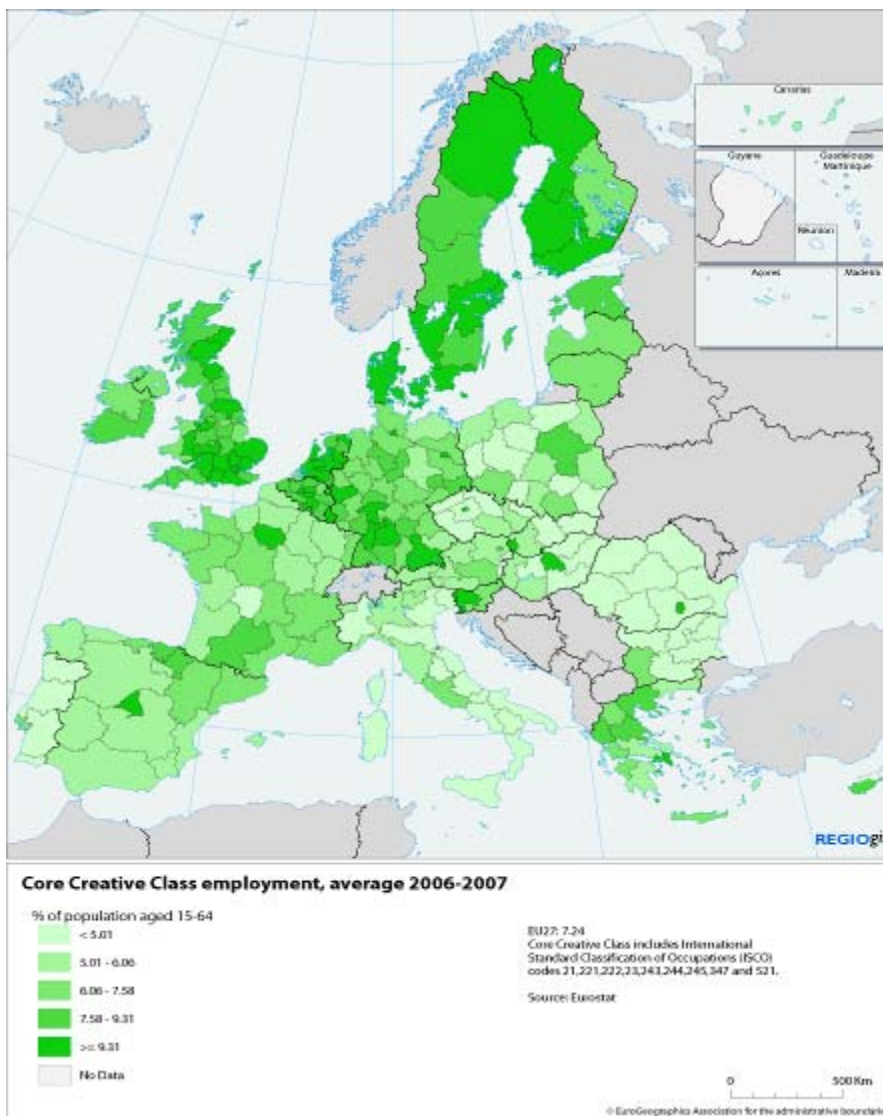 Canarias
Guyane
Guadeloupe
Martinique
Réunion
Açores
Madeira
REGIOgi
Core Creative Class employment, average 2006-2007
% of population aged 15-64
< 5.01
5.01 - 6.06
6.06 - 7.58
7.58 - 9.31
>= 9.31
No Data
EU27: 7.24
Core Creative Class includes International
Standard Classification of Occupations (ISCO)
codes 21,221,222,23,243,244,245,347 and 521.
Source: Eurostat
0 500 Km
© EuroGeographics Association for the administrative boundarie